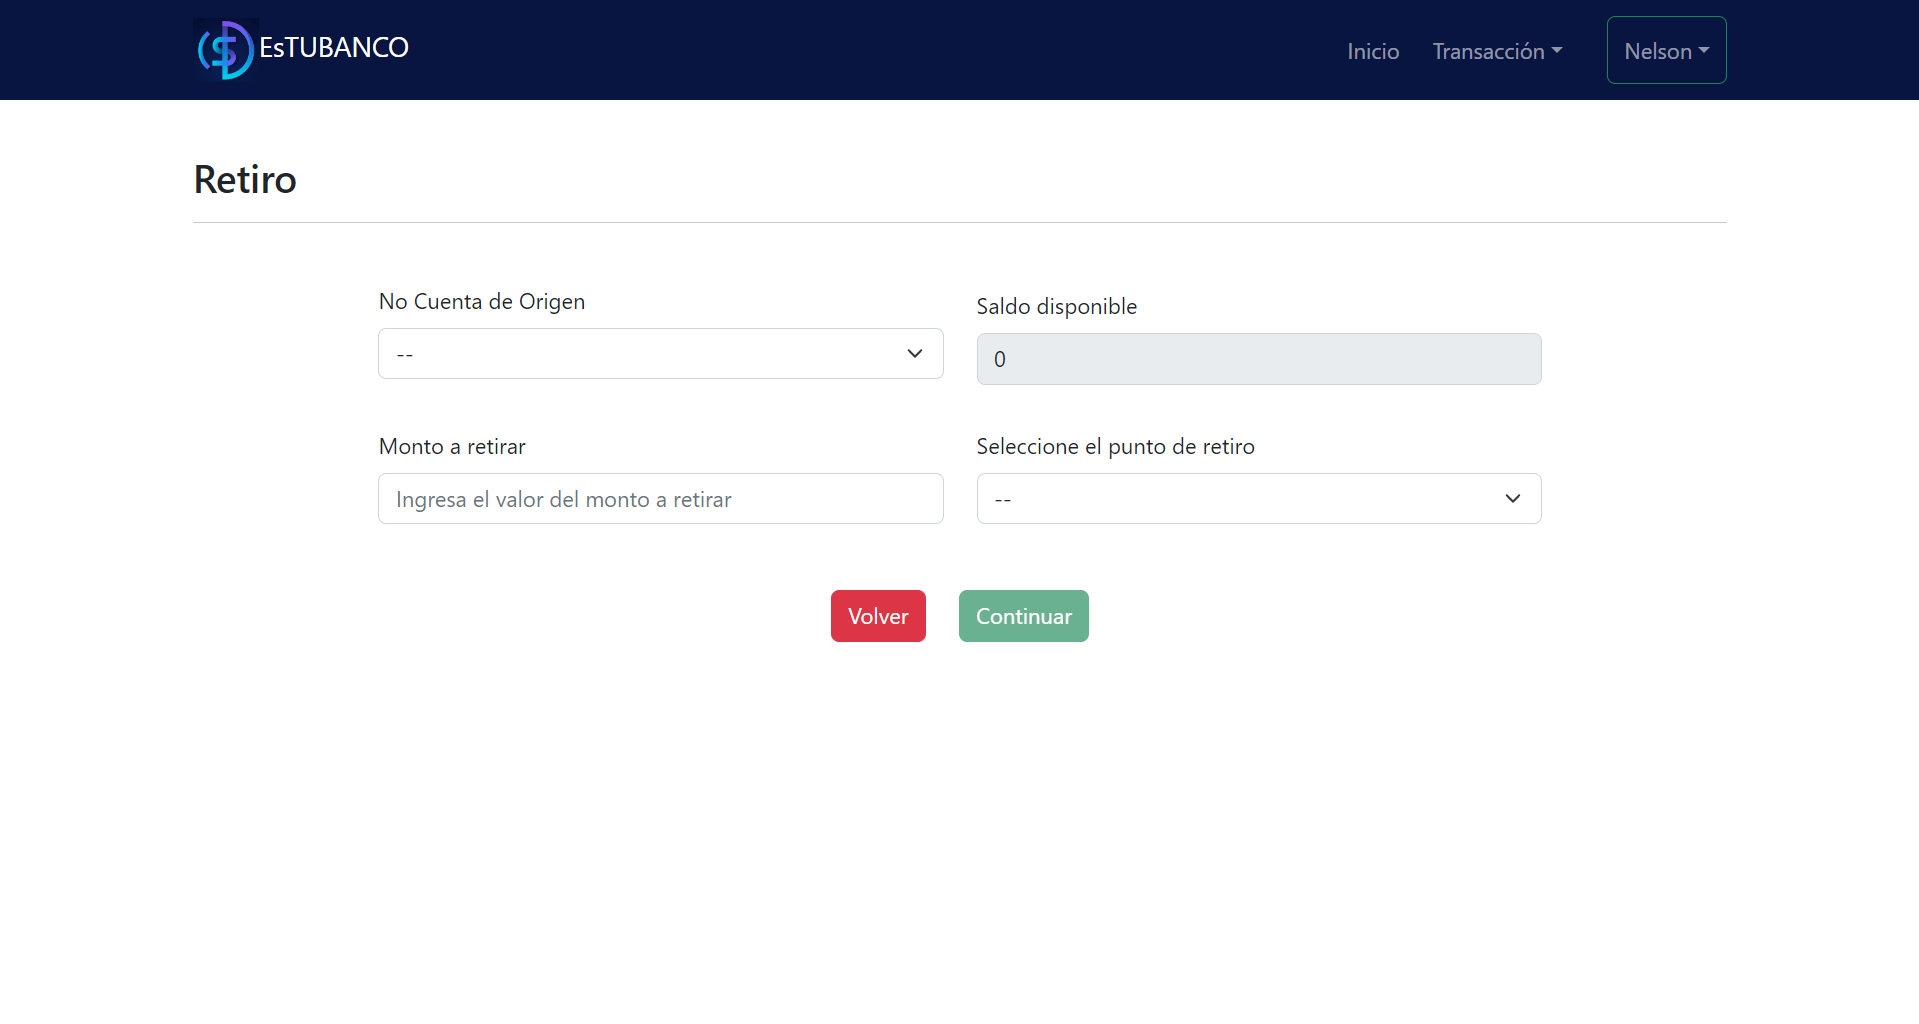 EsTUBANCO
Inicio
Transacción
Nelson
Retiro
No Cuenta de Origen
Saldo disponible
--
0
Monto a retirar
Seleccione el punto de retiro
Ingresa el valor del monto a retirar
--
Volver
Continuar